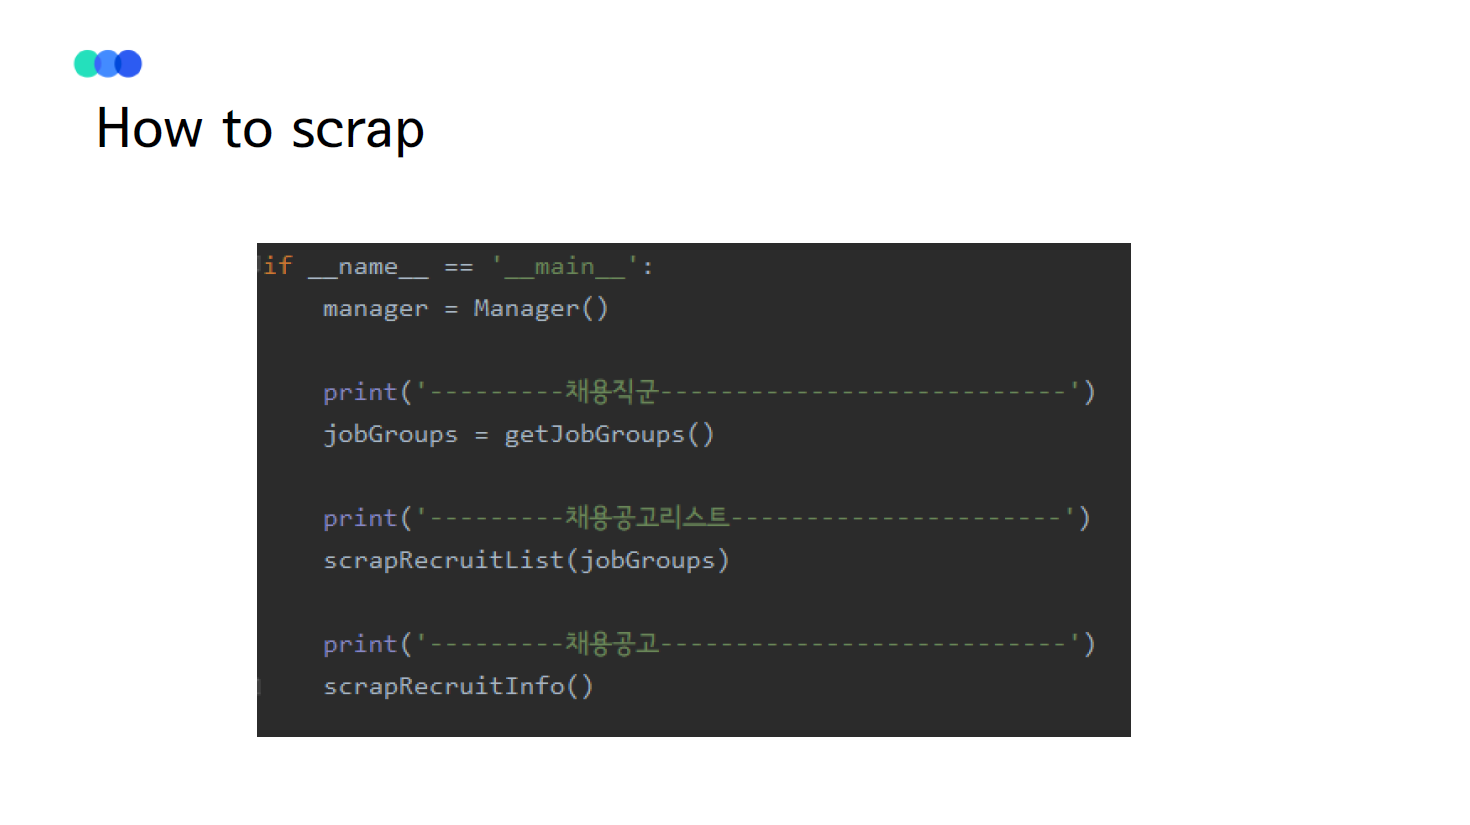 How to scrap
if __name__ == '__main__':
manager = Manager()
print('---------채용직군---------------------------')
jobGroups = getJobGroups()
print('---------채용공고리스트----------------------')
scrapRecruitList(jobGroups)
print('---------채용공고---------------------------')
scrapRecruitInfo()